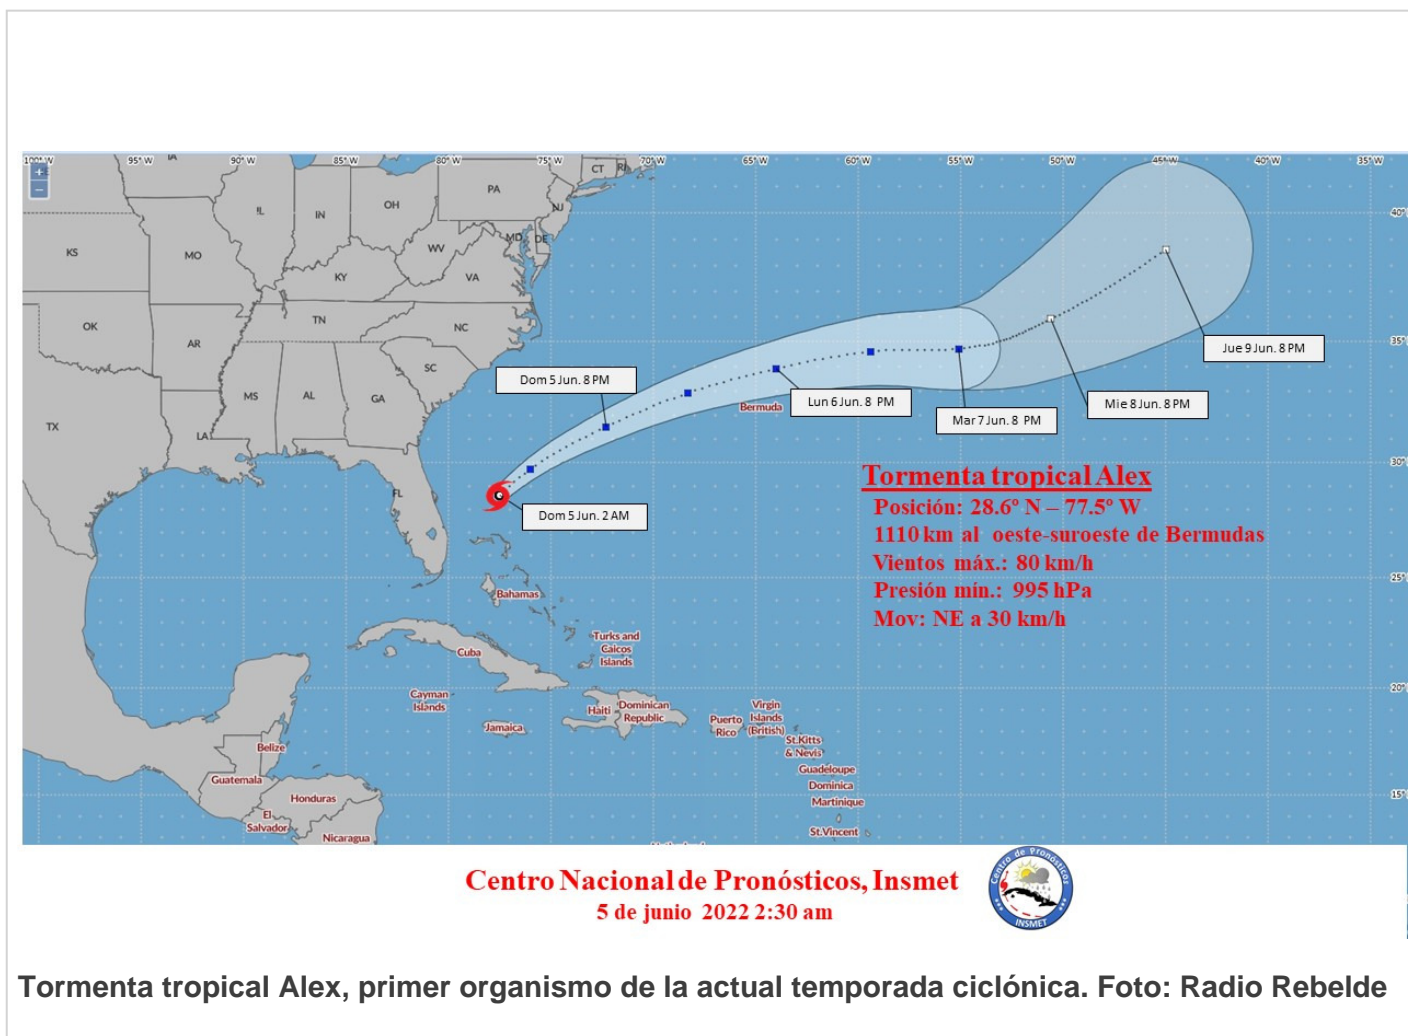 100° W 95° W 90° W 85° W 80° W 75° W 70° W 65° W 60° W 55° W 50° W 45° W 40° W 35° W
+
−
IA
CT RI
PA
NJ
OH
IL IN
MD DE
WV
KS MO
KY VA
40°
TN NC
OK AR
SC
35°
Jue 9 Jun. 8 PM
Dom 5 Jun. 8 PM
MS AL GA
Lun 6 Jun. 8 PM
Mie 8 Jun. 8 PM
Bermuda
Mar 7 Jun. 8 PM
TX LA
30°
Tormenta tropical Alex
FL
Posición: 28.6º N – 77.5º W
Dom 5 Jun. 2 AM
1110 km al oeste-suroeste de Bermudas
Vientos máx.: 80 km/h
25°
Presión mín.: 995 hPa
Bahamas
Mov: NE a 30 km/h
Turks and
Caicos
Islands
Cuba
20°
Cayman
Islands
Haiti
Dominican
Republic
Jamaica
Puerto
Rico
Virgin
Islands
(British)
St.Kitts
& Nevis
Belize
Guadeloupe
Guatemala
Dominica
Honduras
Martinique
15°
El
Salvador
St.Vincent
Nicaragua
Centro Nacional de Pronósticos, Insmet
5 de junio 2022 2:30 am
Centro de Pronósticos
INSMET
Tormenta tropical Alex, primer organismo de la actual temporada ciclónica. Foto: Radio Rebelde